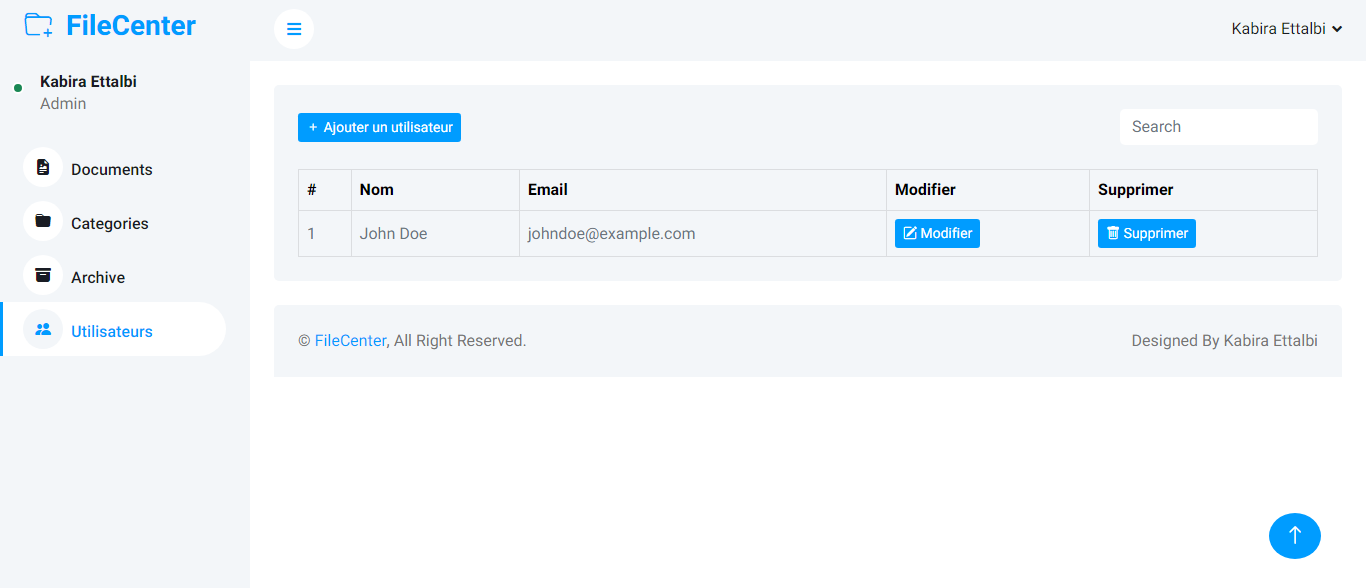 FileCenter
Kabira Ettalbi
Kabira Ettalbi
Admin
Documents
Categories
Archive
Utilisateurs
+ Ajouter un utilisateur
Search
# Nom Email Modifier Supprimer
1 John Doe johndoe@example.com Modifier Supprimer
© FileCenter, All Right Reserved.
Designed By Kabira Ettalbi